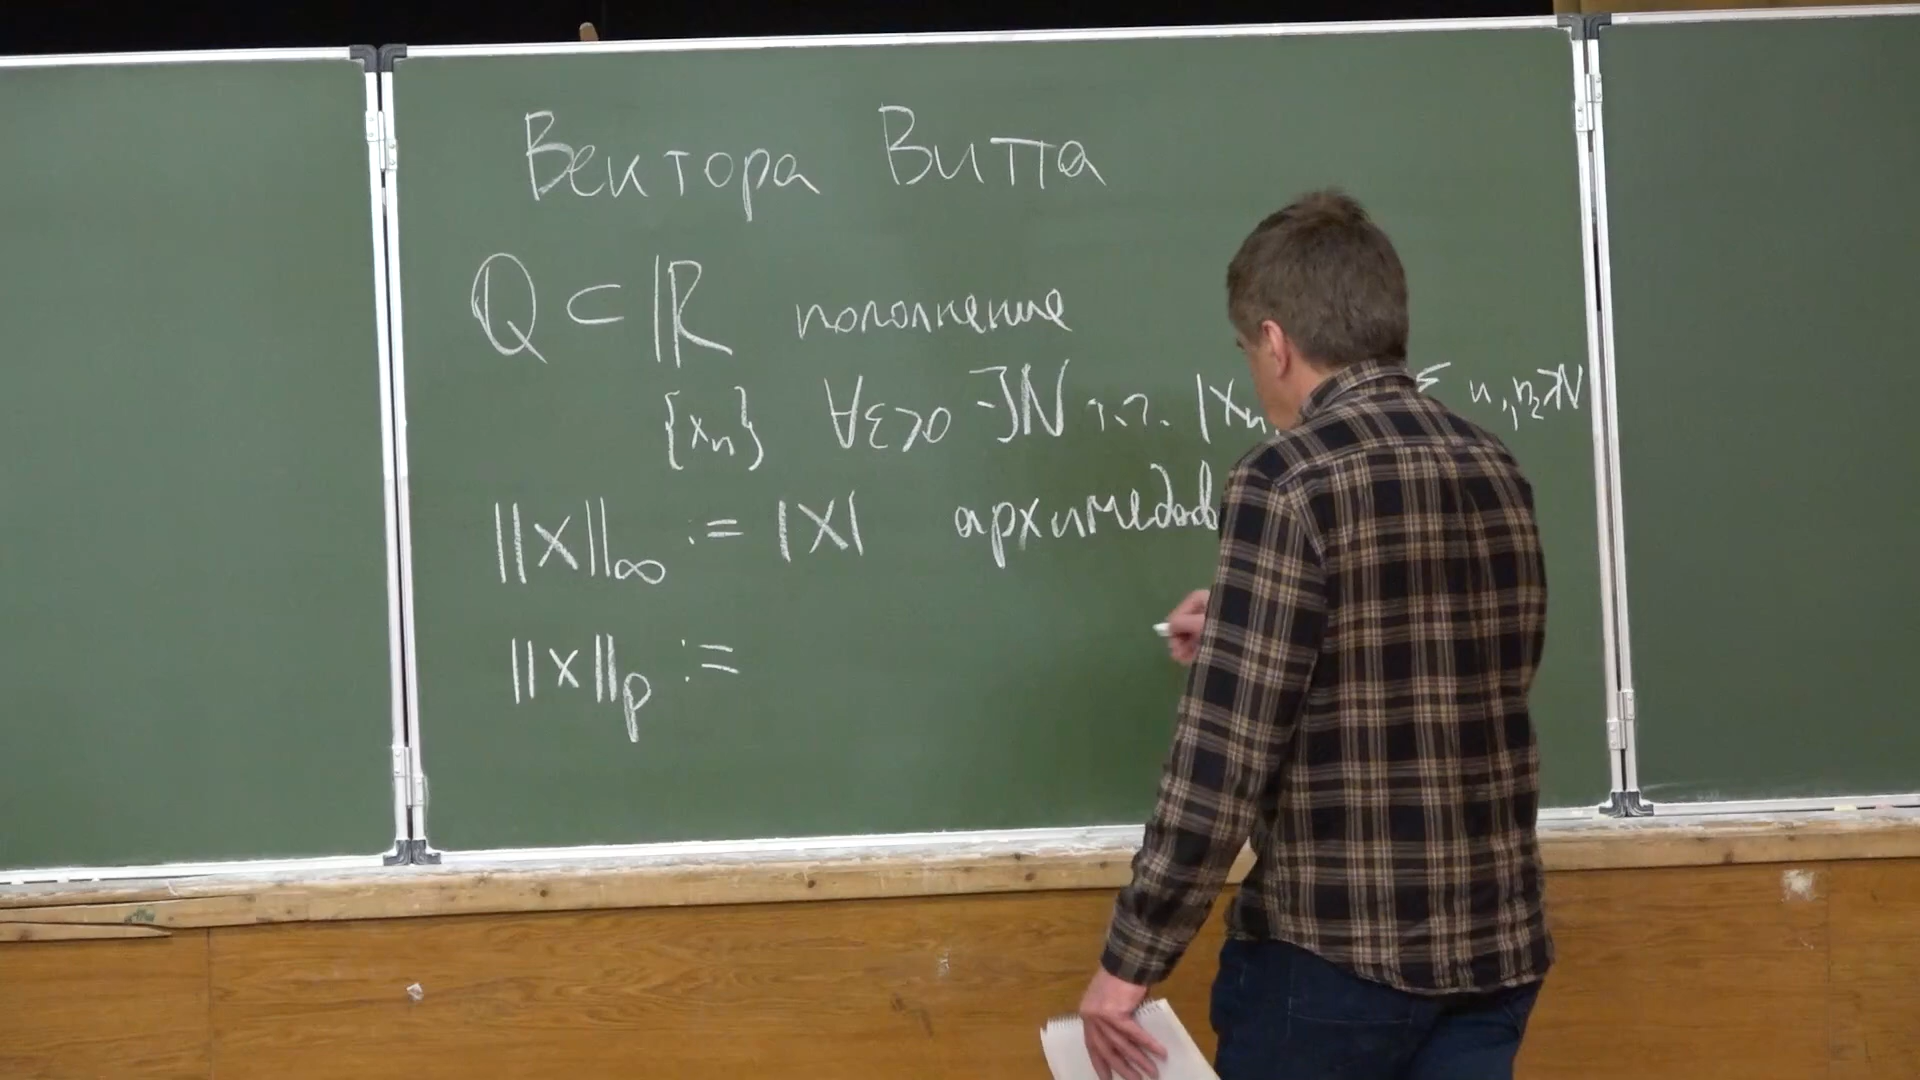 Вектора Витта
Q ⊂ ℝ пополнение
{xₙ} ∀ε>0 ∃N т.ч. |Xₙ ≤ n₁,n₂>N
||x||∞ := |X| архимедов
||x||ₚ :=